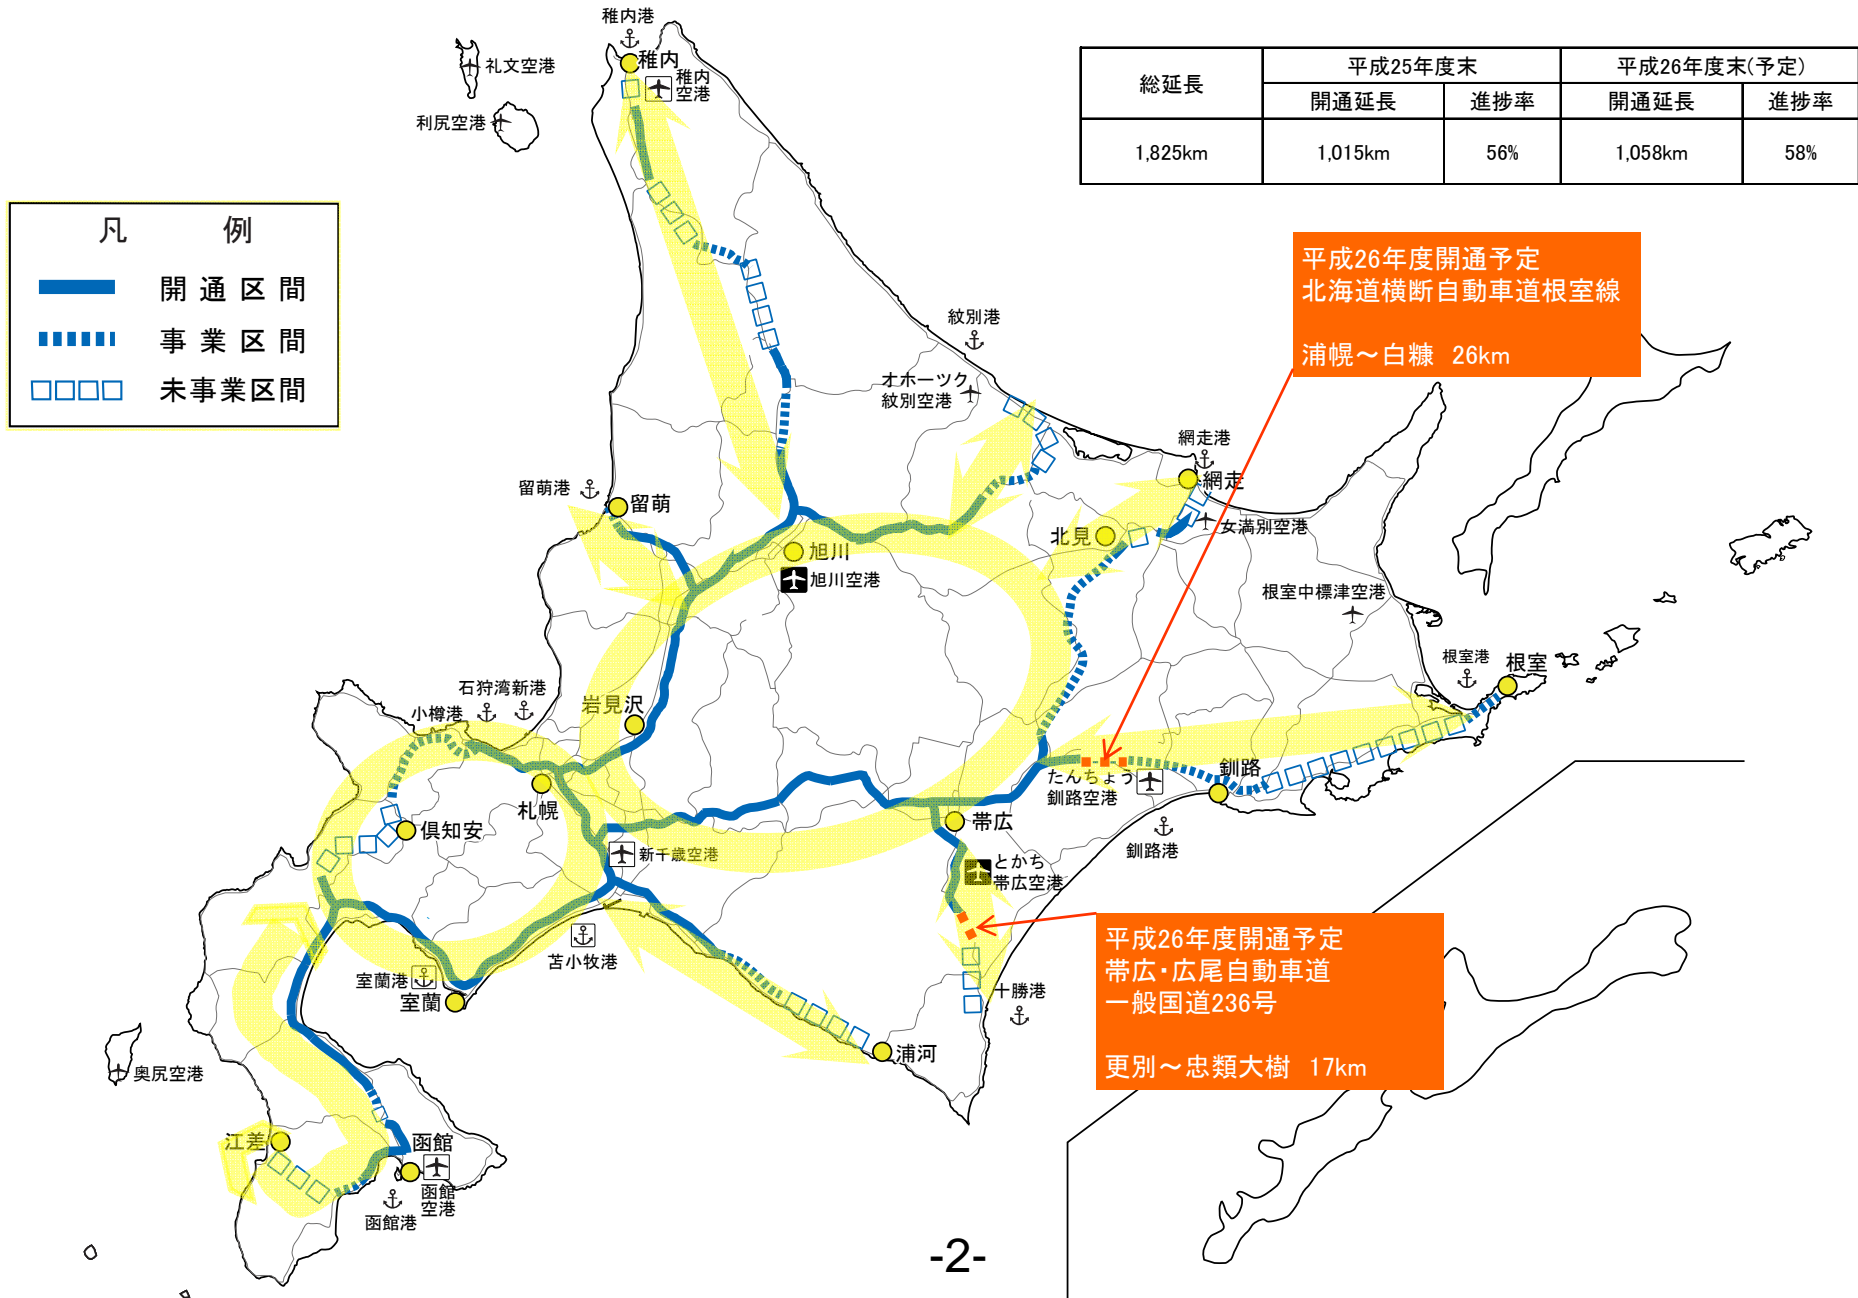 稚内港
稚内
稚内
空港
礼文空港
利尻空港
総延長
平成25年度末
平成26年度末(予定)
開通延長
進捗率
開通延長
進捗率
1,825km
1,015km
56%
1,058km
58%
凡 例
開通区間
事業区間
未事業区間
平成26年度開通予定
北海道横断自動車道根室線
浦幌～白糠 26km
紋別港
オホーツク
紋別空港
網走港
網走
女満別空港
北見
留萌港
留萌
旭川
旭川空港
根室中標津空港
根室港
根室
石狩湾新港
小樽港
岩見沢
札幌
倶知安
新千歳空港
たんちょう
釧路空港
釧路
釧路港
帯広
とかち
帯広空港
苫小牧港
室蘭港
室蘭
十勝港
浦河
平成26年度開通予定
帯広・広尾自動車道
一般国道236号
更別～忠類大樹 17km
奥尻空港
江差
函館
函館
空港
函館港
-2-